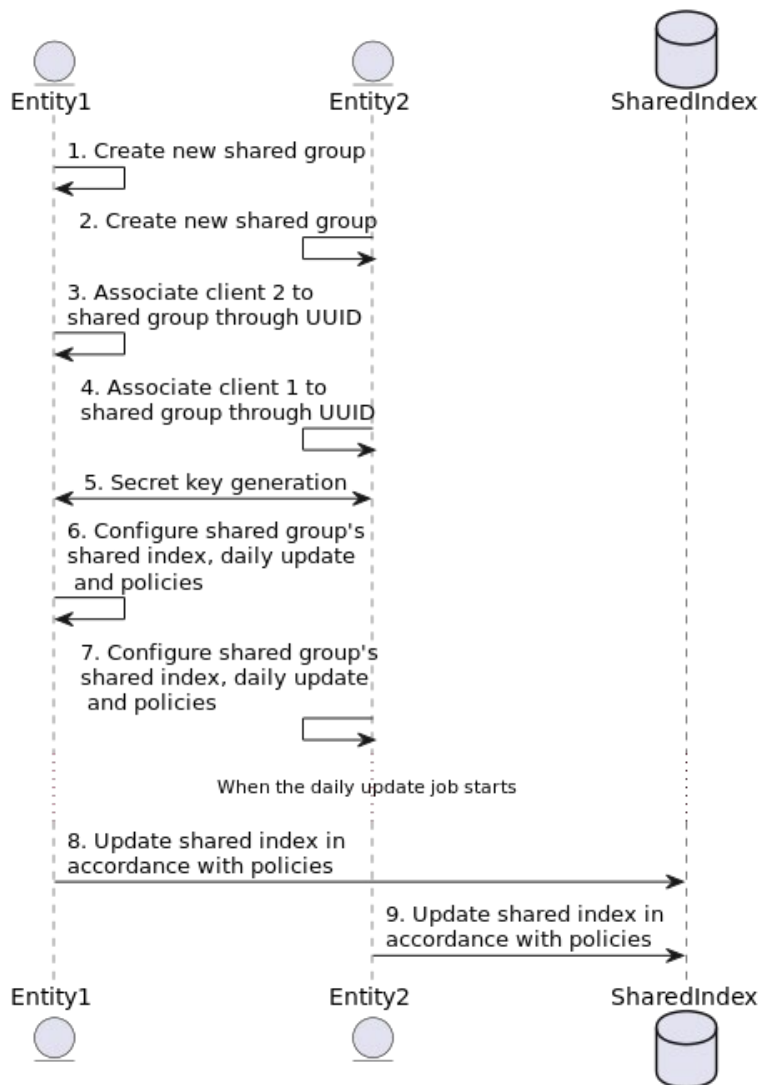 Entity1
Entity2
SharedIndex
1. Create new shared group
2. Create new shared group
3. Associate client 2 to
shared group through UUID
4. Associate client 1 to
shared group through UUID
5. Secret key generation
6. Configure shared group's
shared index, daily update
and policies
7. Configure shared group's
shared index, daily update
and policies
When the daily update job starts
8. Update shared index in
accordance with policies
9. Update shared index in
accordance with policies
Entity1
Entity2
SharedIndex